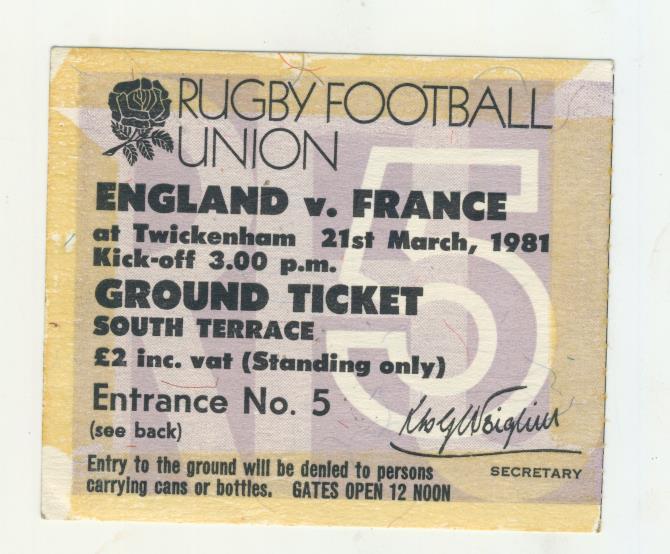 RUGBY FOOTBALL
UNION
ENGLAND v. FRANCE
at Twickenham 21st March, 1981
Kick-off 3.00 p.m.
GROUND TICKET
SOUTH TERRACE
£2 inc. vat (Standing only)
Entrance No. 5
(see back)
SECRETARY
Entry to the ground will be denied to persons
carrying cans or bottles. GATES OPEN 12 NOON
5